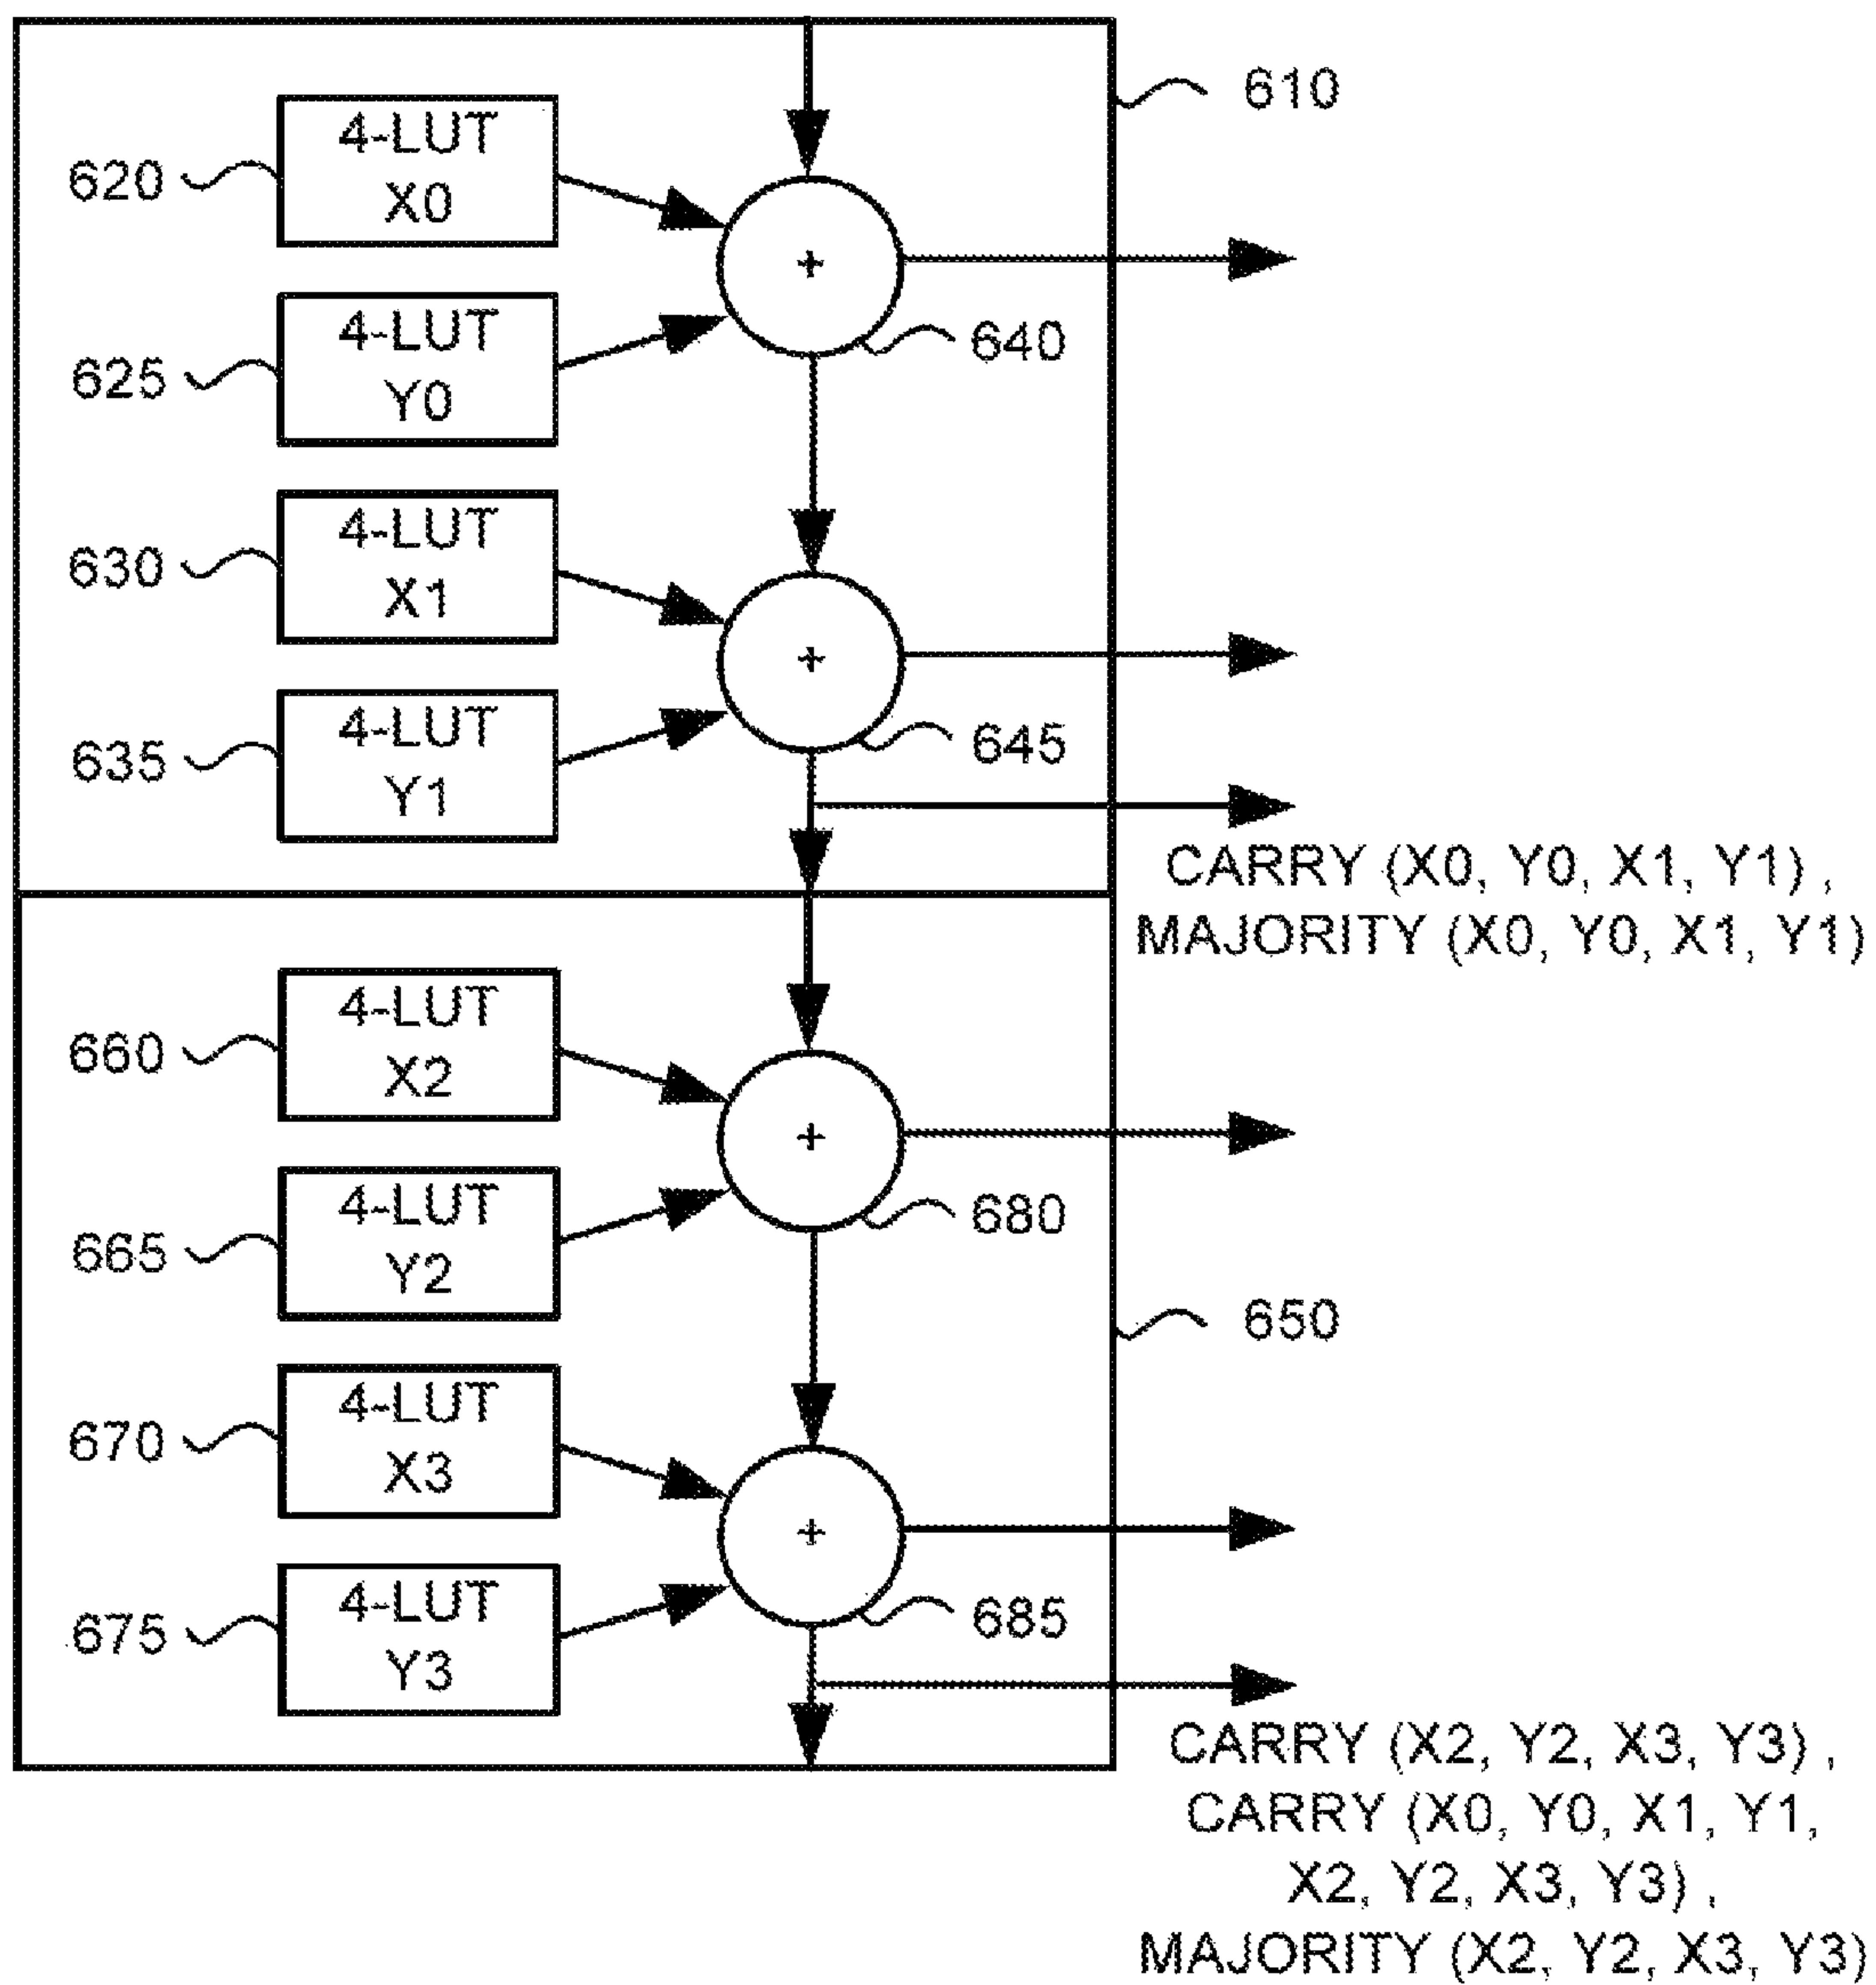 610
4-LUT
X0
620
+
4-LUT
Y0
625
640
4-LUT
X1
630
+
4-LUT
Y1
635
645
CARRY (X0, Y0, X1, Y1) ,
MAJORITY (X0, Y0, X1, Y1)
4-LUT
X2
660
+
4-LUT
Y2
665
680
650
4-LUT
X3
670
+
4-LUT
Y3
675
685
CARRY (X2, Y2, X3, Y3) ,
CARRY (X0, Y0, X1, Y1,
X2, Y2, X3, Y3) ,
MAJORITY (X2, Y2, X3, Y3)